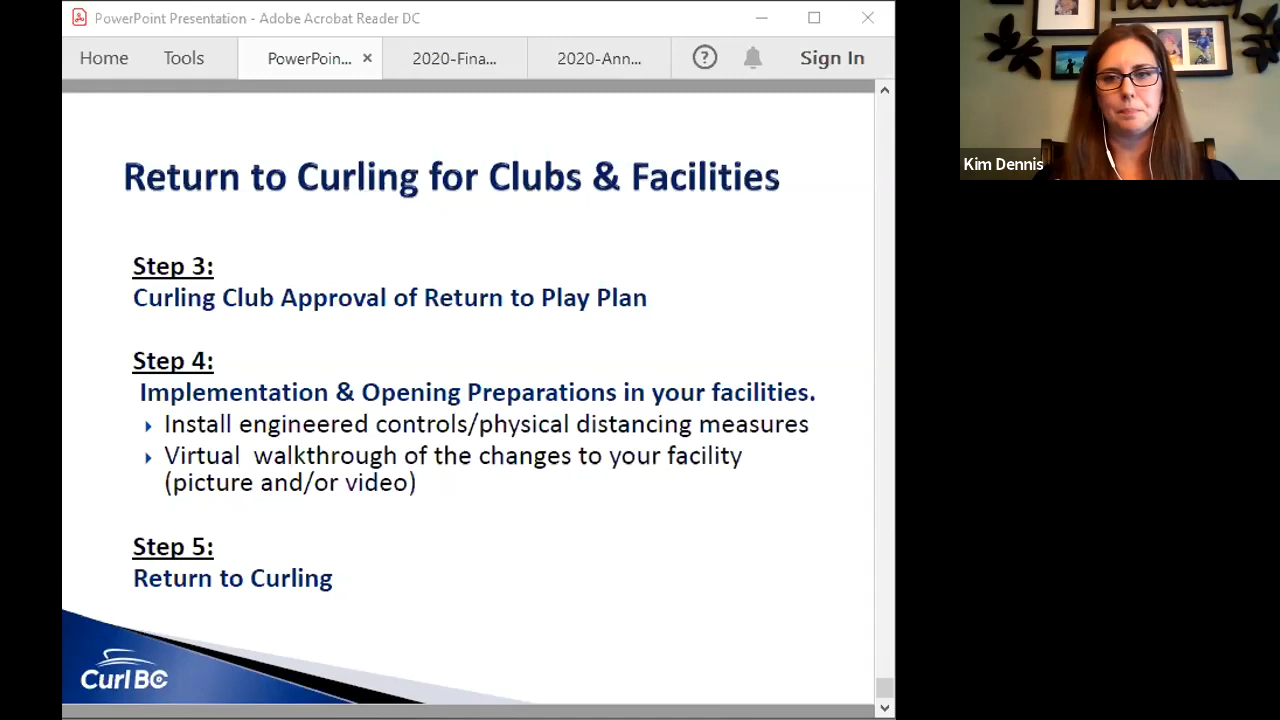 PowerPoint Presentation - Adobe Acrobat Reader DC
Home Tools PowerPoin... × 2020-Fina... 2020-Ann... ? Sign In
Kim Dennis
Return to Curling for Clubs & Facilities
Step 3:
Curling Club Approval of Return to Play Plan
Step 4:
Implementation & Opening Preparations in your facilities.
Install engineered controls/physical distancing measures
Virtual walkthrough of the changes to your facility
(picture and/or video)
Step 5:
Return to Curling
Curl BC